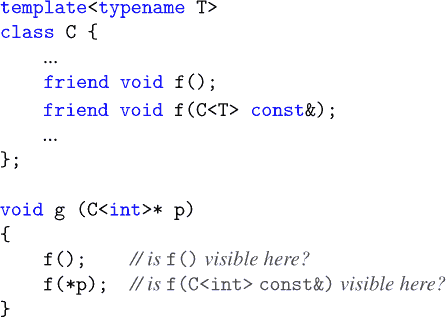 template<typename T>
class C {
...
friend void f();
friend void f(C<T> const&);
...
};
void g (C<int>* p)
{
f(); // is f() visible here?
f(*p); // is f(C<int> const&) visible here?
}